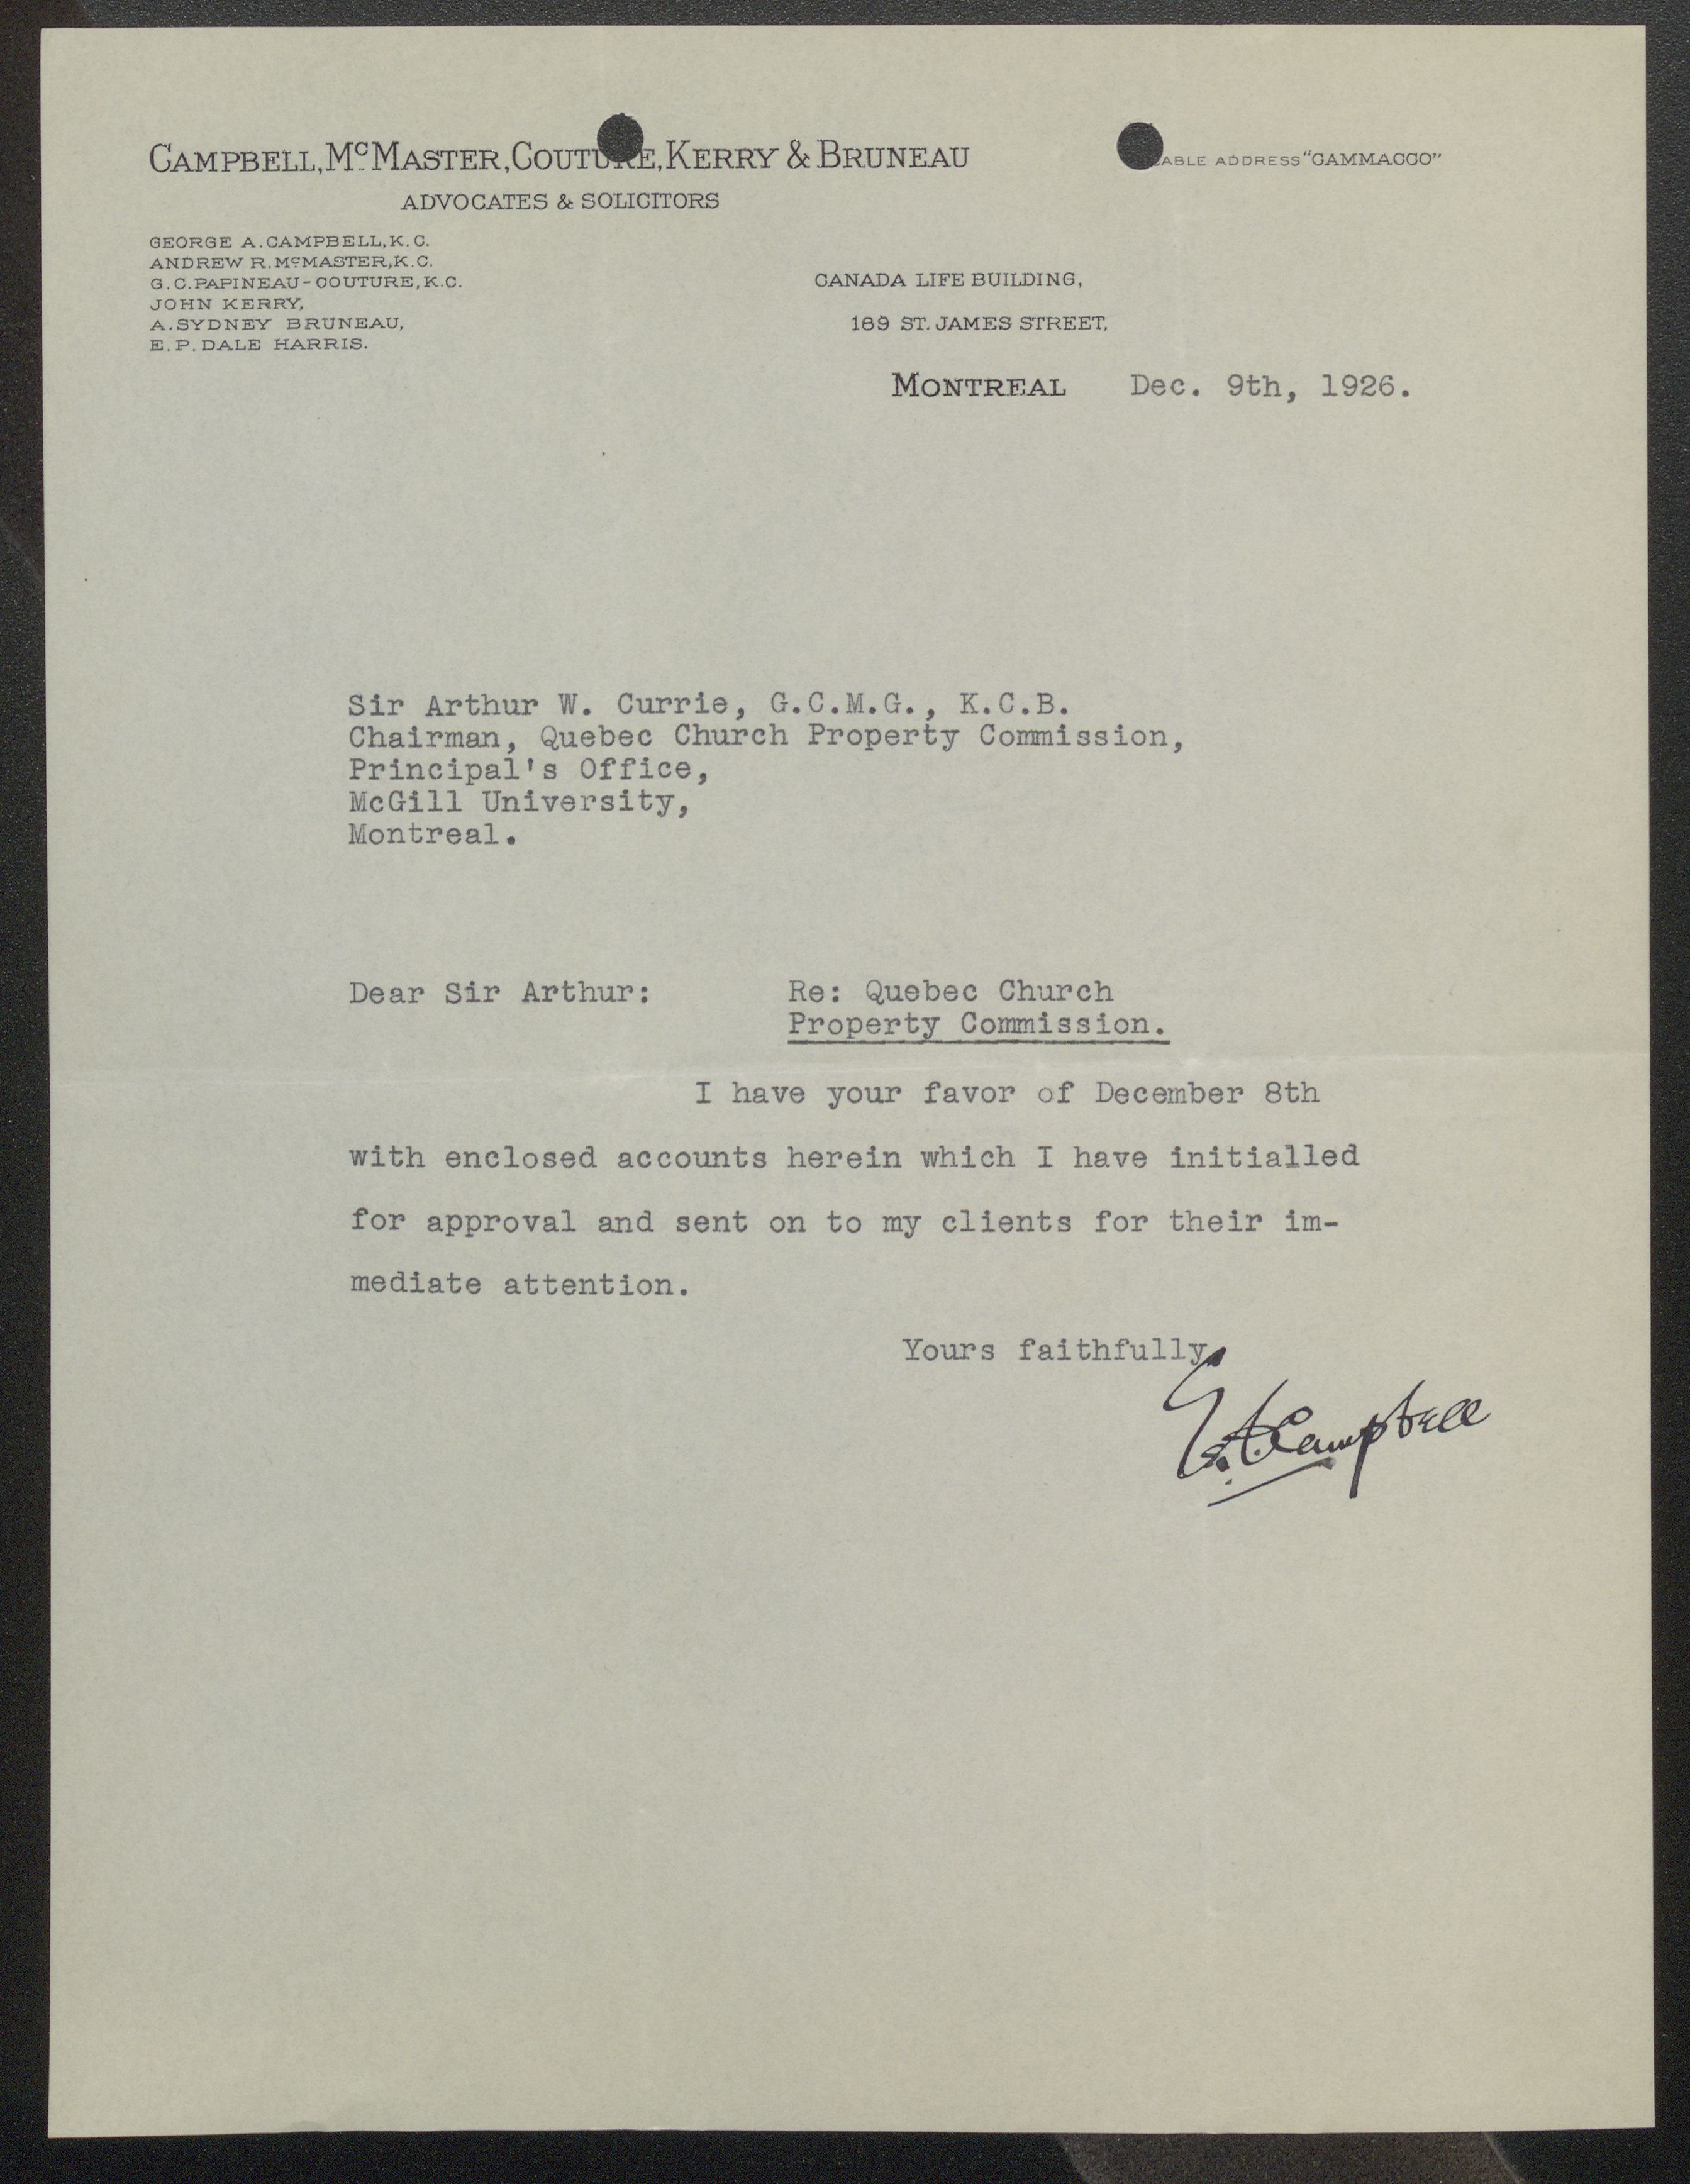 CAMPBELL, McMASTER, COUTURE, KERRY & BRUNEAU
CABLE ADDRESS "CAMMACCO"
ADVOCATES & SOLICITORS
GEORGE A. CAMPBELL, K.C.
ANDREW R. McMASTER, K.C.
G.C. PAPINEAU-COUTURE, K.C.
JOHN KERRY,
A. SYDNEY BRUNEAU,
E.P. DALE HARRIS.
CANADA LIFE BUILDING,
189 ST. JAMES STREET,
MONTREAL Dec. 9th, 1926.
Sir Arthur W. Currie, G.C.M.G., K.C.B.
Chairman, Quebec Church Property Commission,
Principal's Office,
McGill University,
Montreal.
Dear Sir Arthur: Re: Quebec Church
Property Commission.
I have your favor of December 8th
with enclosed accounts herein which I have initialled
for approval and sent on to my clients for their im-
mediate attention.
Yours faithfully,
G.A. Campbell